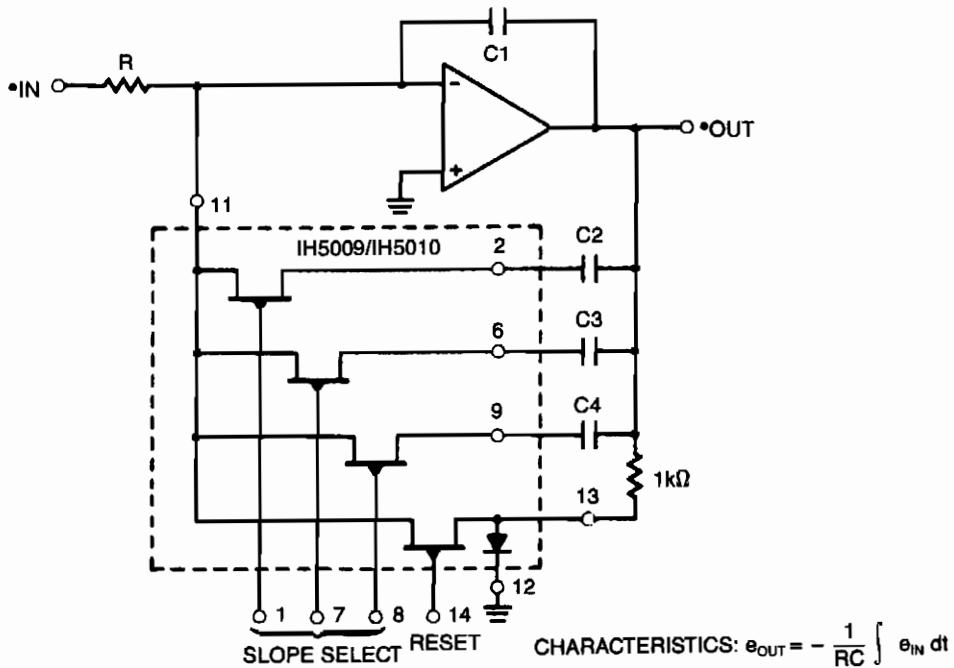 C1
R
•IN
-
+
•OUT
11
IH5009/IH5010
2
C2
6
C3
9
C4
1kΩ
13
12
1 7 8 14
SLOPE SELECT RESET
CHARACTERISTICS: eOUT = - 1/RC ∫ eIN dt